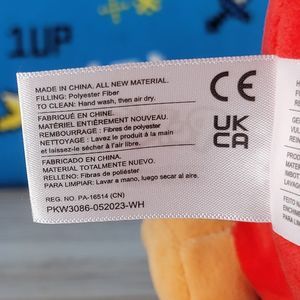 1UP
MADE IN CHINA. ALL NEW MATERIAL.
FILLING: Polyester Fiber
TO CLEAN: Hand wash, then air dry.
FABRIQUÉ EN CHINE.
MATÉRIEL ENTIÈREMENT NOUVEAU.
REMBOURRAGE : Fibres de polyester
NETTOYAGE : Lavez le produit à la main
et laissez-le sécher à l'air libre.
FABRICADO EN CHINA.
MATERIAL TOTALMENTE NUEVO.
RELLENO: Fibras de poliéster
PARA LIMPIAR: Lavar a mano, luego secar al aire.
REG. NO. PA-16514 (CN)
PKW3086-052023-WH
CE
UK
CA